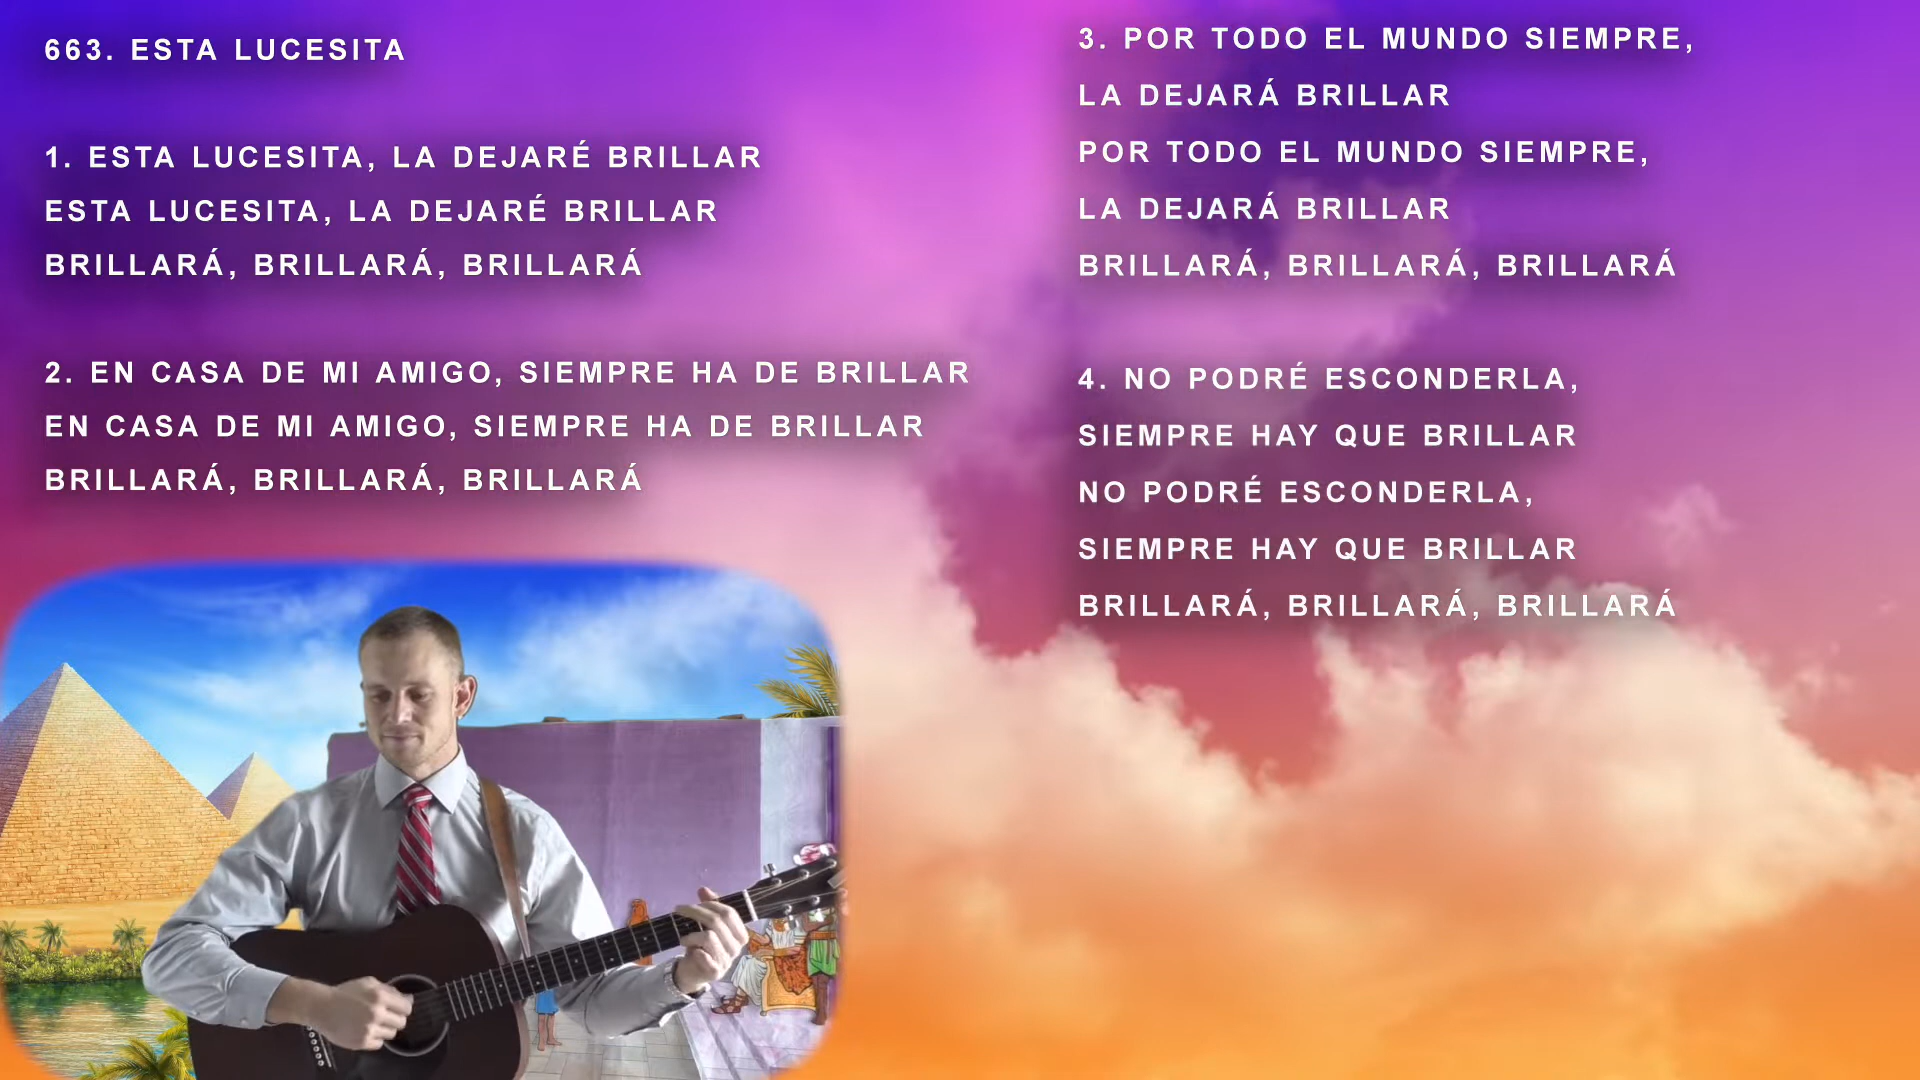 663. ESTA LUCESITA
1. ESTA LUCESITA, LA DEJARÉ BRILLAR
ESTA LUCESITA, LA DEJARÉ BRILLAR
BRILLARÁ, BRILLARÁ, BRILLARÁ
2. EN CASA DE MI AMIGO, SIEMPRE HA DE BRILLAR
EN CASA DE MI AMIGO, SIEMPRE HA DE BRILLAR
BRILLARÁ, BRILLARÁ, BRILLARÁ
3. POR TODO EL MUNDO SIEMPRE,
LA DEJARÁ BRILLAR
POR TODO EL MUNDO SIEMPRE,
LA DEJARÁ BRILLAR
BRILLARÁ, BRILLARÁ, BRILLARÁ
4. NO PODRÉ ESCONDERLA,
SIEMPRE HAY QUE BRILLAR
NO PODRÉ ESCONDERLA,
SIEMPRE HAY QUE BRILLAR
BRILLARÁ, BRILLARÁ, BRILLARÁ